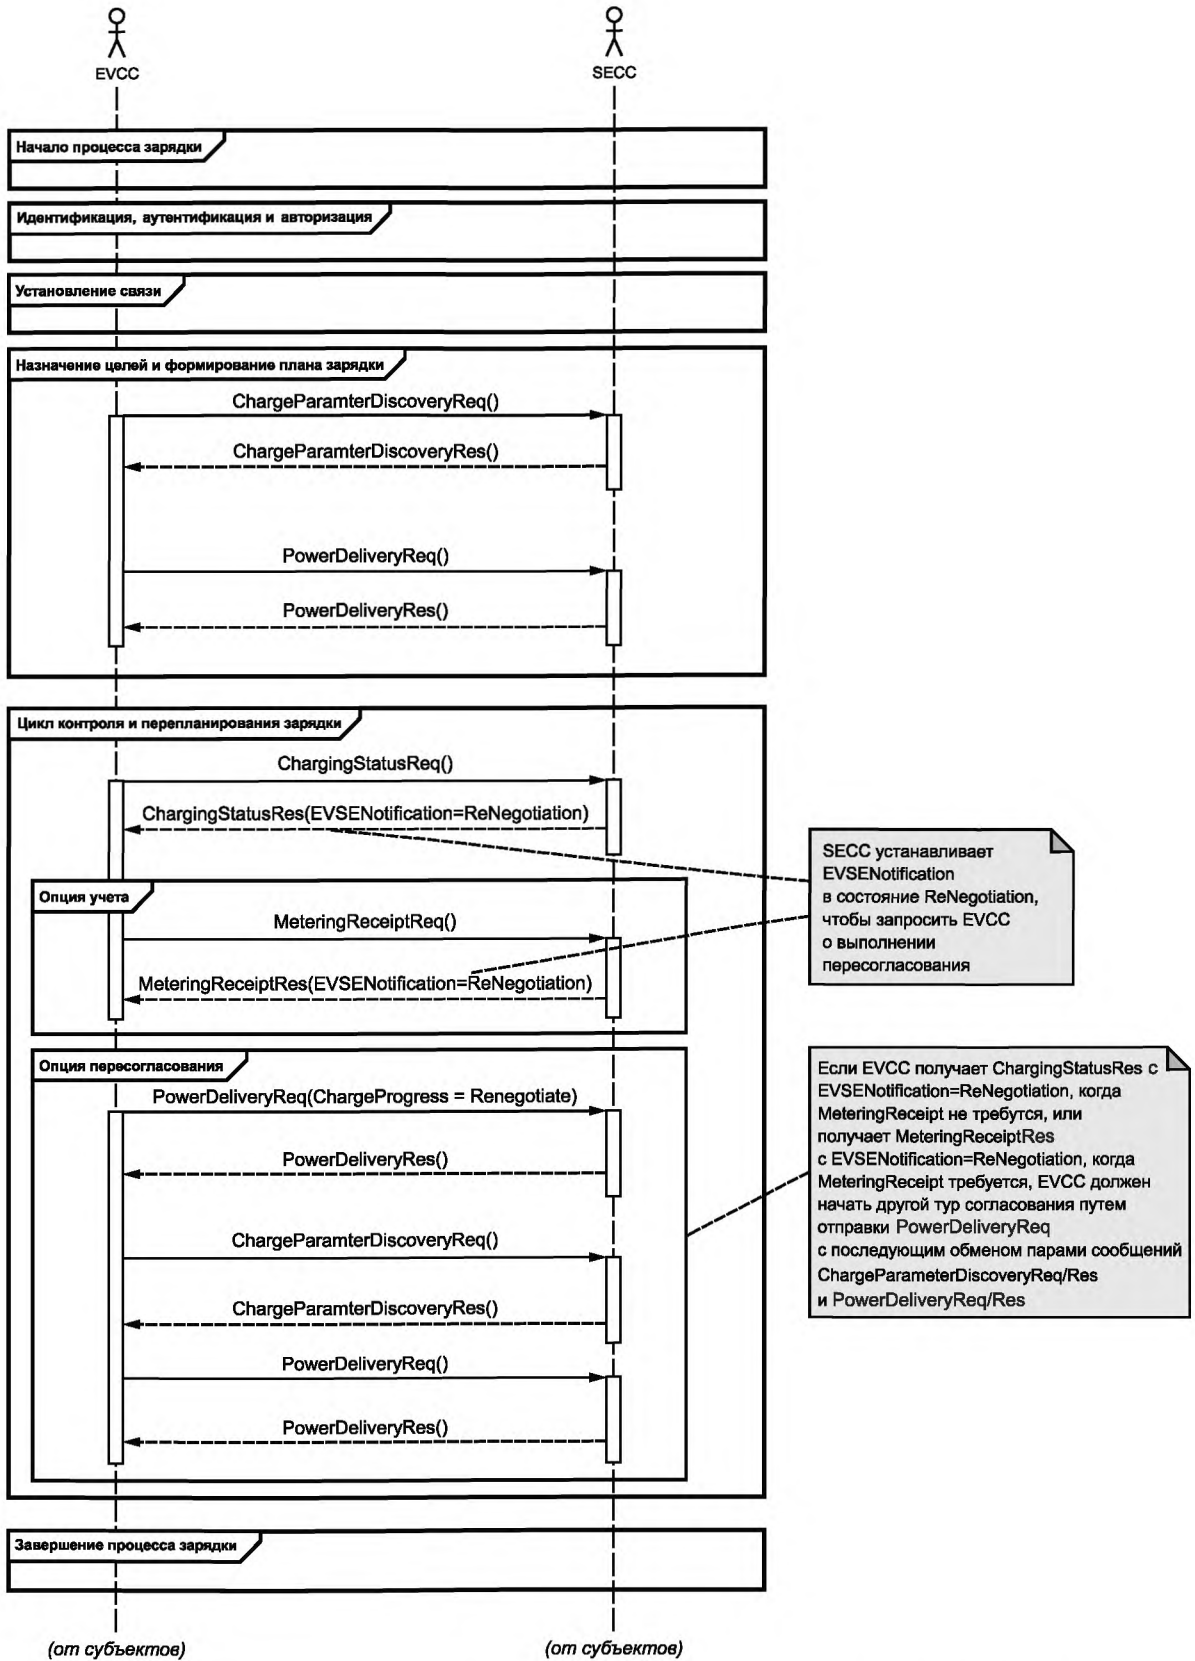 EVCC
SECC
Начало процесса зарядки
Идентификация, аутентификация и авторизация
Установление связи
Назначение целей и формирование плана зарядки
ChargeParamterDiscoveryReq()
ChargeParamterDiscoveryRes()
PowerDeliveryReq()
PowerDeliveryRes()
Цикл контроля и перепланирования зарядки
ChargingStatusReq()
ChargingStatusRes(EVSENotification=ReNegotiation)
SECC устанавливает
EVSENotification
в состояние ReNegotiation,
чтобы запросить EVCC
о выполнении
пересогласования
Опция учета
MeteringReceiptReq()
MeteringReceiptRes(EVSENotification=ReNegotiation)
Опция пересогласования
PowerDeliveryReq(ChargeProgress = Renegotiate)
PowerDeliveryRes()
ChargeParamterDiscoveryReq()
ChargeParamterDiscoveryRes()
PowerDeliveryReq()
PowerDeliveryRes()
Если EVCC получает ChargingStatusRes с
EVSENotification=ReNegotiation, когда
MeteringReceipt не требутся, или
получает MeteringReceiptRes
с EVSENotification=ReNegotiation, когда
MeteringReceipt требуется, EVCC должен
начать другой тур согласования путем
отправки PowerDeliveryReq
с последующим обменом парами сообщений
ChargeParameterDiscoveryReq/Res
и PowerDeliveryReq/Res
Завершение процесса зарядки
(от субъектов)
(от субъектов)